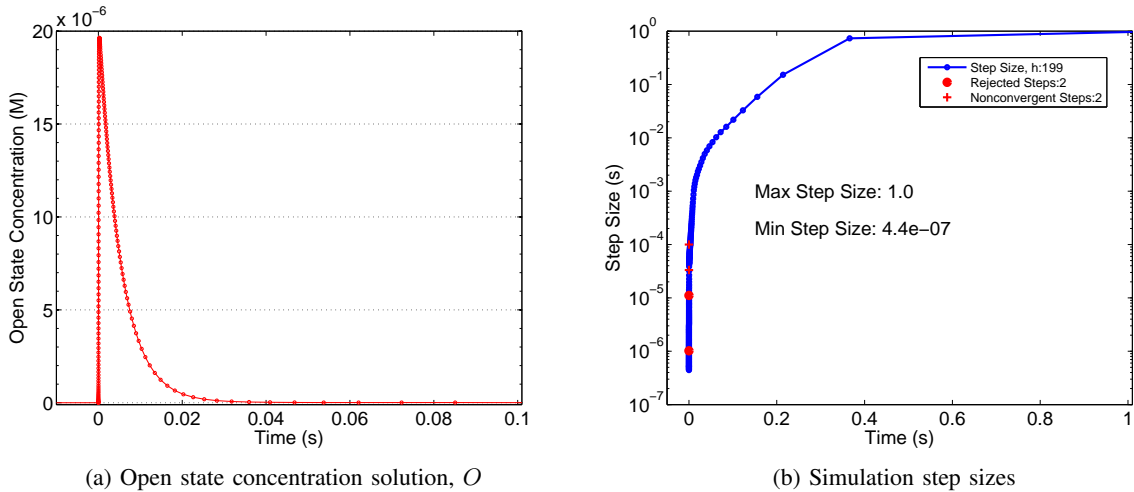 x 10⁻⁶
20
15
10
5
0
0
0.02
0.04
0.06
0.08
0.1
Time (s)
Open State Concentration (M)
(a) Open state concentration solution, O
10⁰
10⁻¹
10⁻²
10⁻³
10⁻⁴
10⁻⁵
10⁻⁶
10⁻⁷
Step Size (s)
Step Size, h:199
Rejected Steps:2
Nonconvergent Steps:2
Max Step Size: 1.0
Min Step Size: 4.4e−07
0
0.2
0.4
0.6
0.8
1
Time (s)
(b) Simulation step sizes